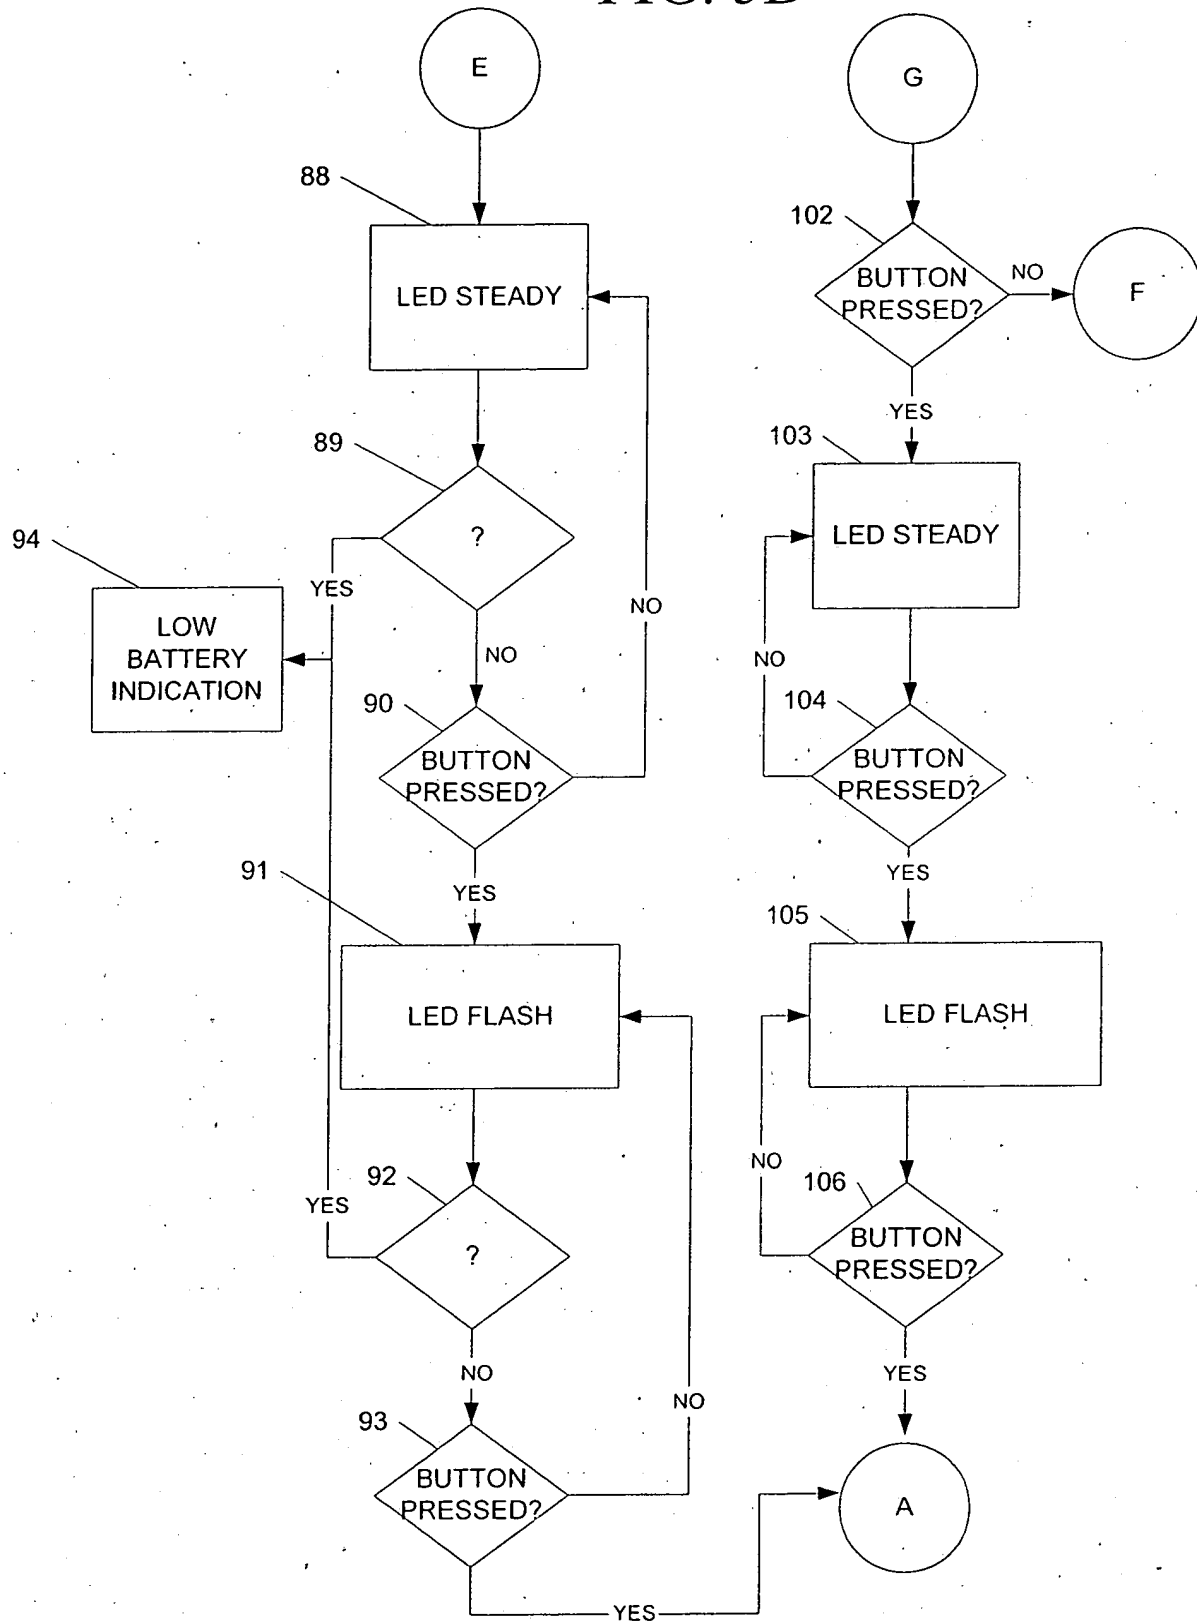 E
G
88
102
LED STEADY
BUTTON
PRESSED?
NO
F
YES
89
103
?
LED STEADY
94
YES
LOW
BATTERY
INDICATION
NO
NO
NO
90
104
BUTTON
PRESSED?
BUTTON
PRESSED?
91
YES
YES
105
LED FLASH
LED FLASH
92
NO
106
YES
?
BUTTON
PRESSED?
NO
YES
93
NO
BUTTON
PRESSED?
A
YES